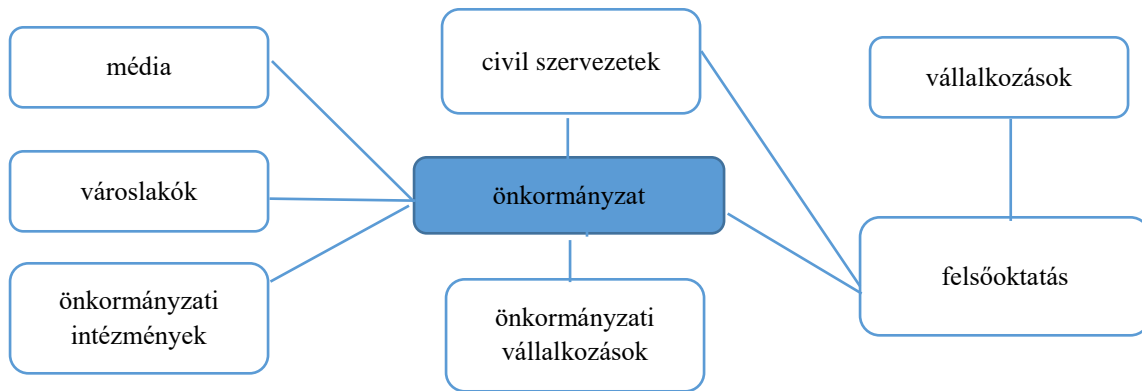 média
civil szervezetek
vállalkozások
városlakók
önkormányzat
felsőoktatás
önkormányzati
intézmények
önkormányzati
vállalkozások